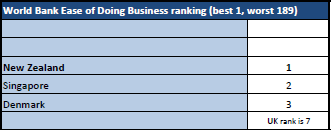 World Bank Ease of Doing Business ranking (best 1, worst 189)
New Zealand 1
Singapore 2
Denmark 3
UK rank is 7